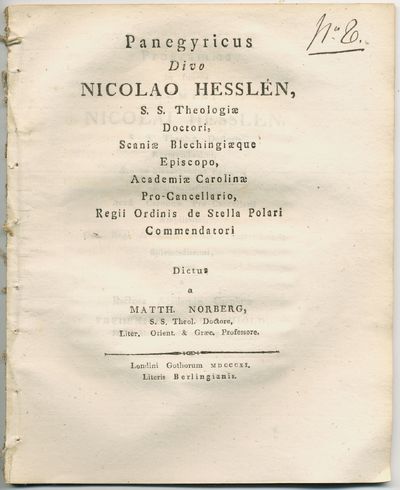 No. 6.
Panegyricus
Divo
NICOLAO HESSLÉN,
S. S. Theologiæ
Doctori,
Scaniæ Blechingiæque
Episcopo,
Academiæ Carolinæ
Pro-Cancellario,
Regii Ordinis de Stella Polari
Commendatori
Dictus
a
MATTH. NORBERG,
S. S. Theol. Doctore,
Liter. Orient. & Græc. Professore.
Londini Gothorum MDCCCXI.
Literis Berlingianis.